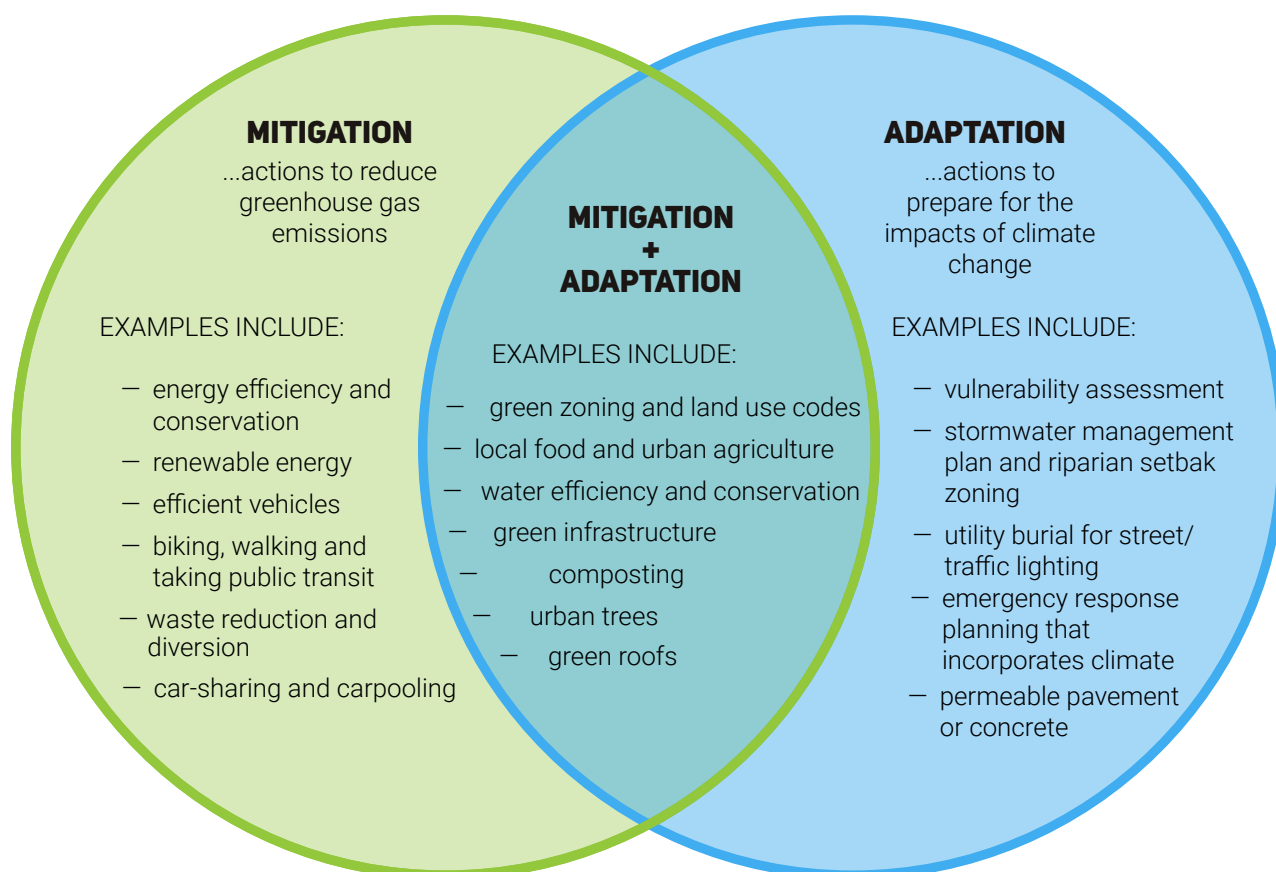 MITIGATION
...actions to reduce
greenhouse gas
emissions
EXAMPLES INCLUDE:
— energy efficiency and
conservation
— renewable energy
— efficient vehicles
— biking, walking and
taking public transit
— waste reduction and
diversion
— car-sharing and carpooling
MITIGATION
+
ADAPTATION
EXAMPLES INCLUDE:
— green zoning and land use codes
— local food and urban agriculture
— water efficiency and conservation
— green infrastructure
— composting
— urban trees
— green roofs
ADAPTATION
...actions to
prepare for the
impacts of climate
change
EXAMPLES INCLUDE:
— vulnerability assessment
— stormwater management
plan and riparian setbak
zoning
— utility burial for street/
traffic lighting
— emergency response
planning that
incorporates climate
— permeable pavement
or concrete